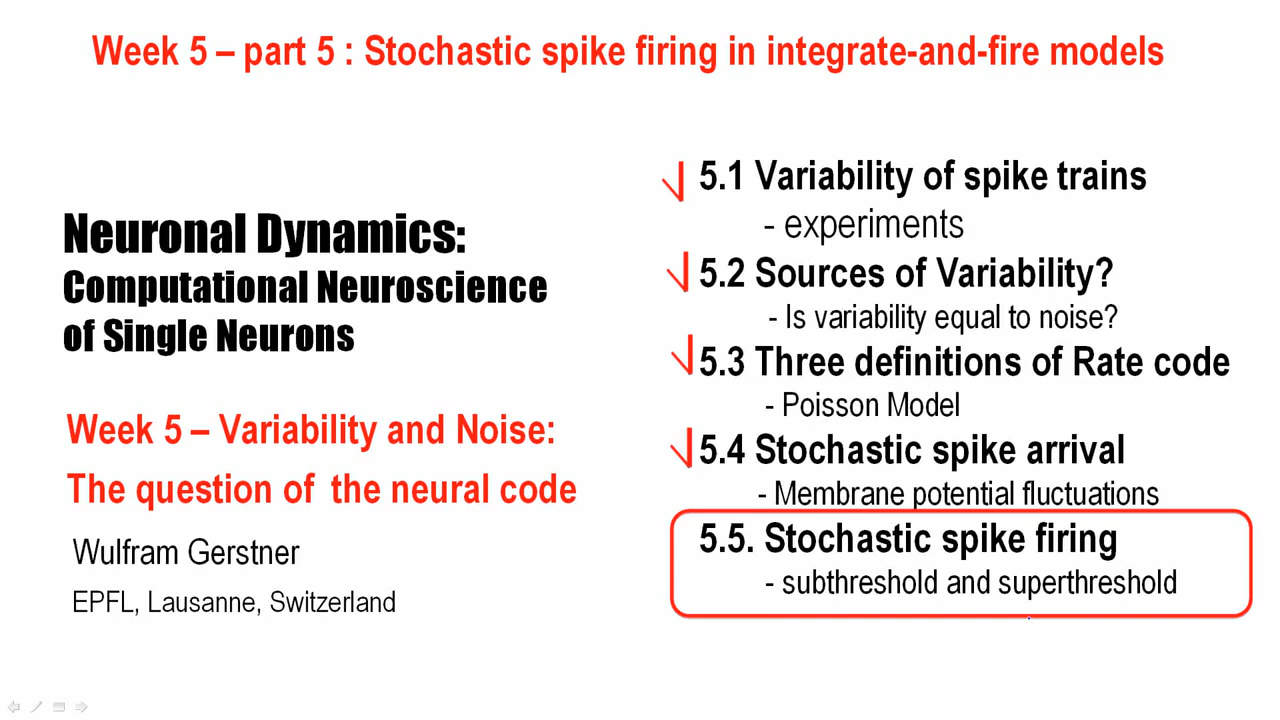 Week 5 – part 5 : Stochastic spike firing in integrate-and-fire models
Neuronal Dynamics:
Computational Neuroscience
of Single Neurons
Week 5 – Variability and Noise:
The question of the neural code
Wulfram Gerstner
EPFL, Lausanne, Switzerland
5.1 Variability of spike trains
- experiments
5.2 Sources of Variability?
- Is variability equal to noise?
5.3 Three definitions of Rate code
- Poisson Model
5.4 Stochastic spike arrival
- Membrane potential fluctuations
5.5. Stochastic spike firing
- subthreshold and superthreshold